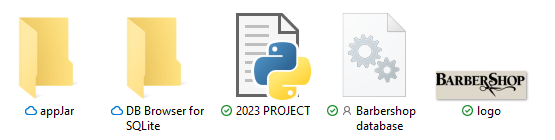 BARBERSHOP
appJar
DB Browser for
SQLite
2023 PROJECT
Barbershop
database
logo